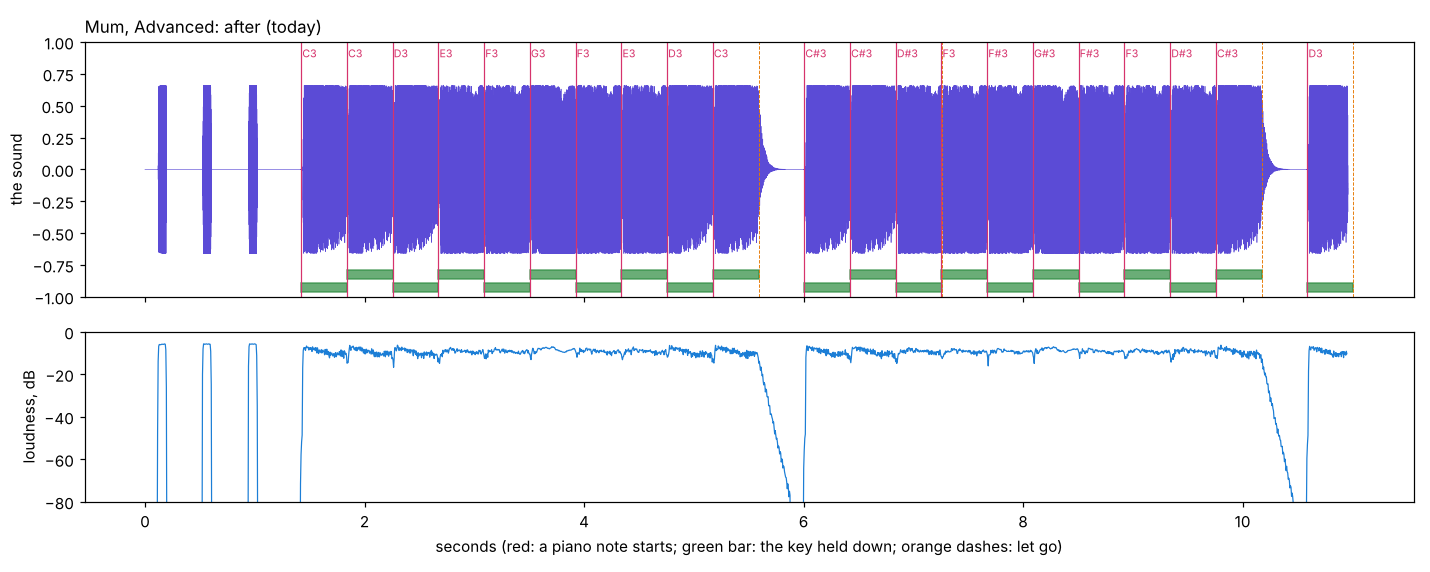 Mum, Advanced: after (today)
1.00
0.75
0.50
0.25
0.00
−0.25
−0.50
−0.75
−1.00
the sound
C3 C3 D3 E3 F3 G3 F3 E3 D3 C3 C#3 C#3 D#3 F3 F#3 G#3 F#3 F3 D#3 C#3 D3
0
−20
−40
−60
−80
loudness, dB
0 2 4 6 8 10
seconds (red: a piano note starts; green bar: the key held down; orange dashes: let go)